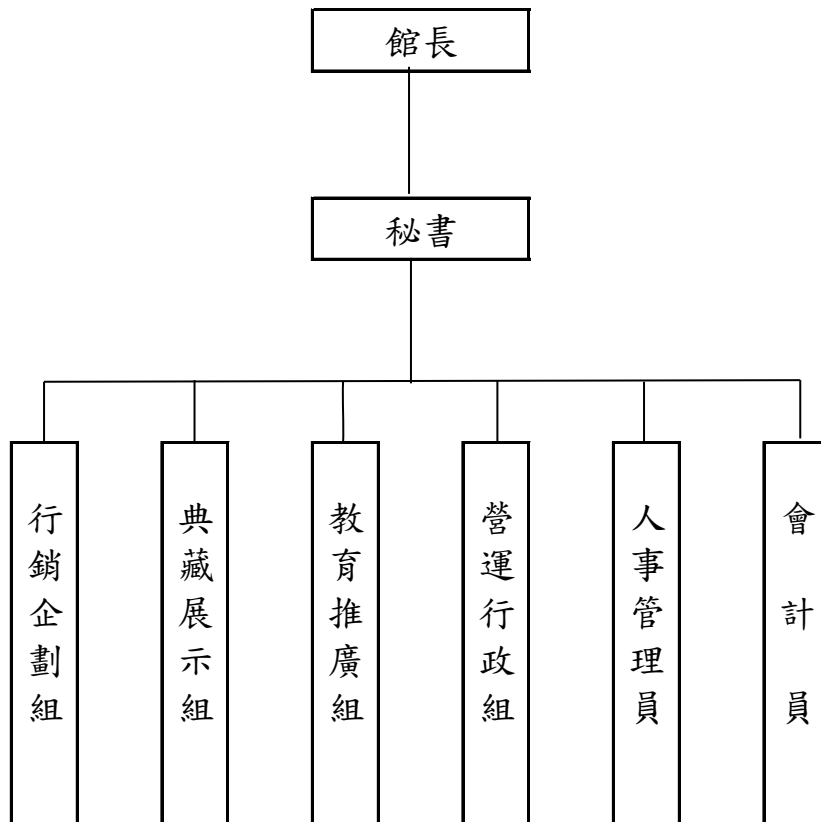 館長
秘書
行銷企劃組
典藏展示組
教育推廣組
營運行政組
人事管理員
會計員